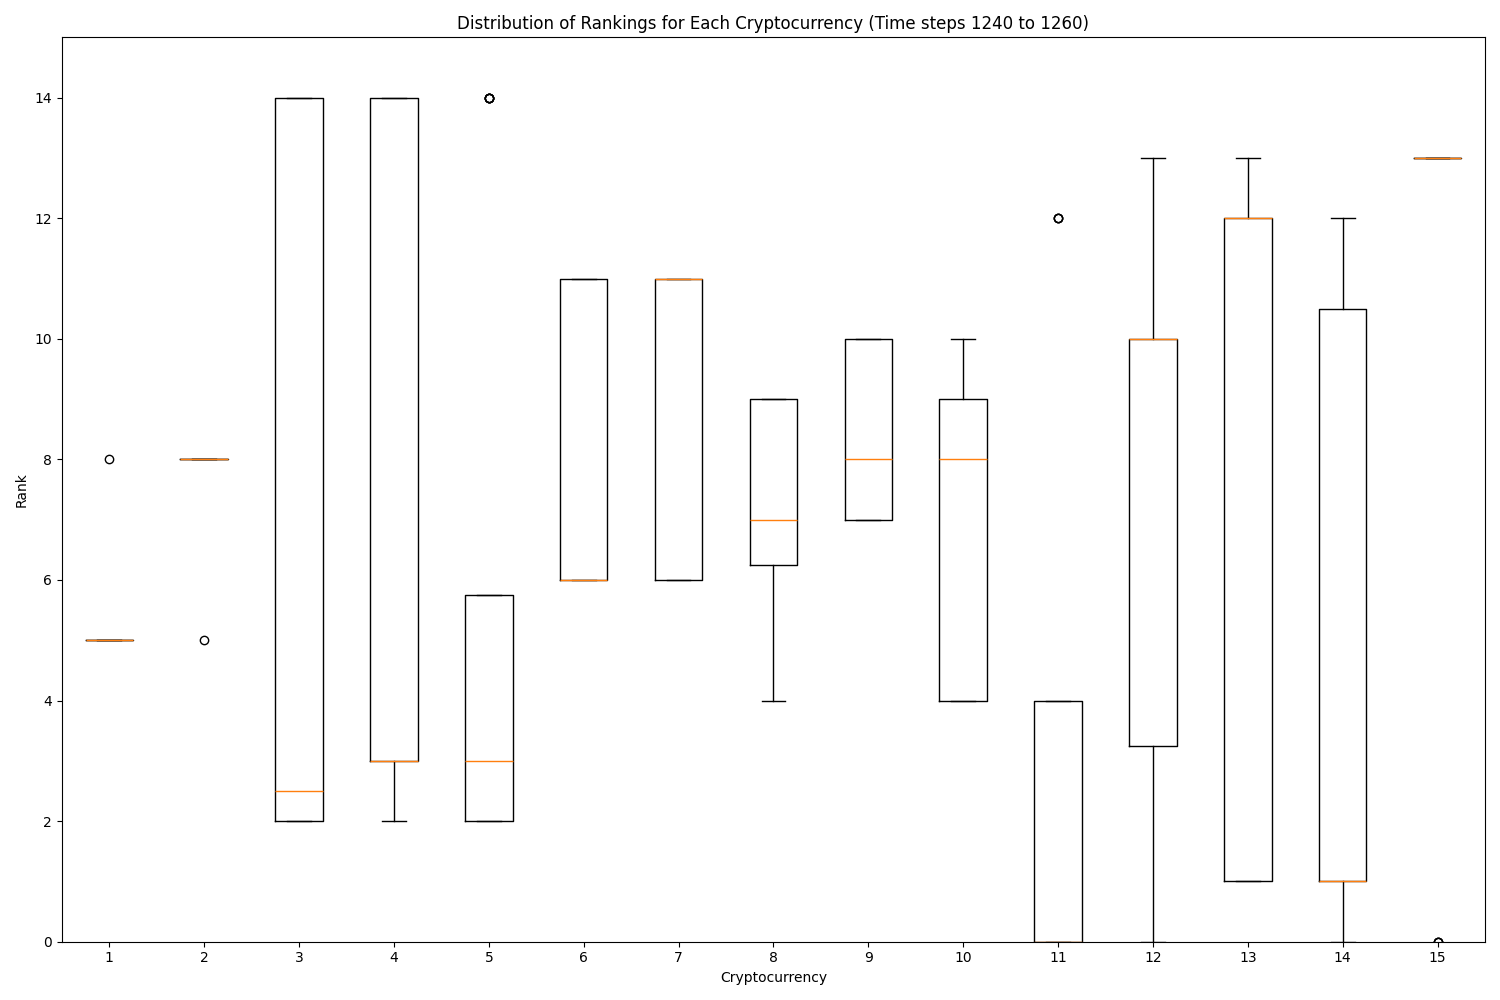 Distribution of Rankings for Each Cryptocurrency (Time steps 1240 to 1260)
14
12
10
8
6
4
2
0
Rank
1 2 3 4 5 6 7 8 9 10 11 12 13 14 15
Cryptocurrency